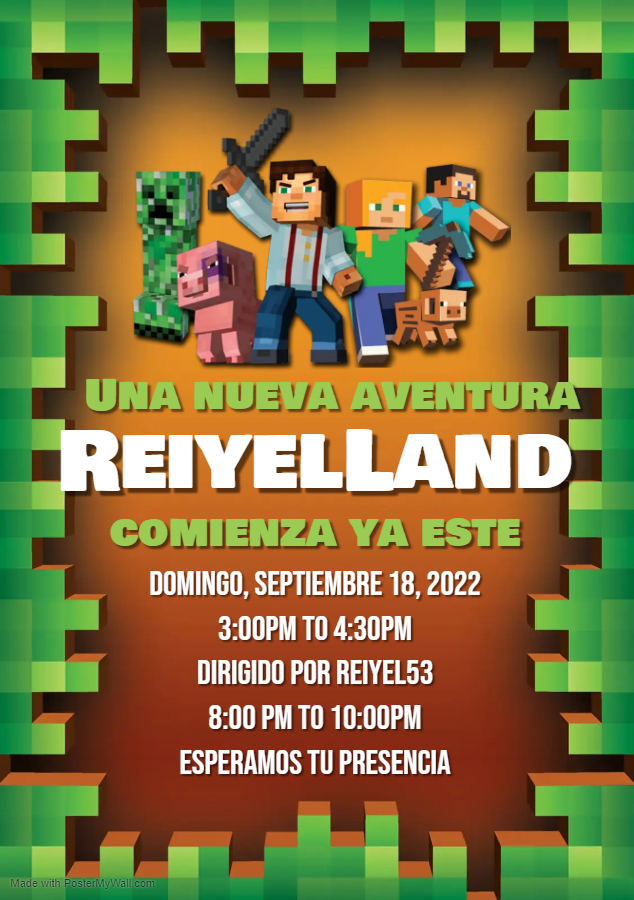 Una nueva aventura
ReiyelLand
comienza ya este
DOMINGO, SEPTIEMBRE 18, 2022
3:00PM TO 4:30PM
DIRIGIDO POR REIYEL53
8:00 PM TO 10:00PM
ESPERAMOS TU PRESENCIA
Made with PosterMyWall.com